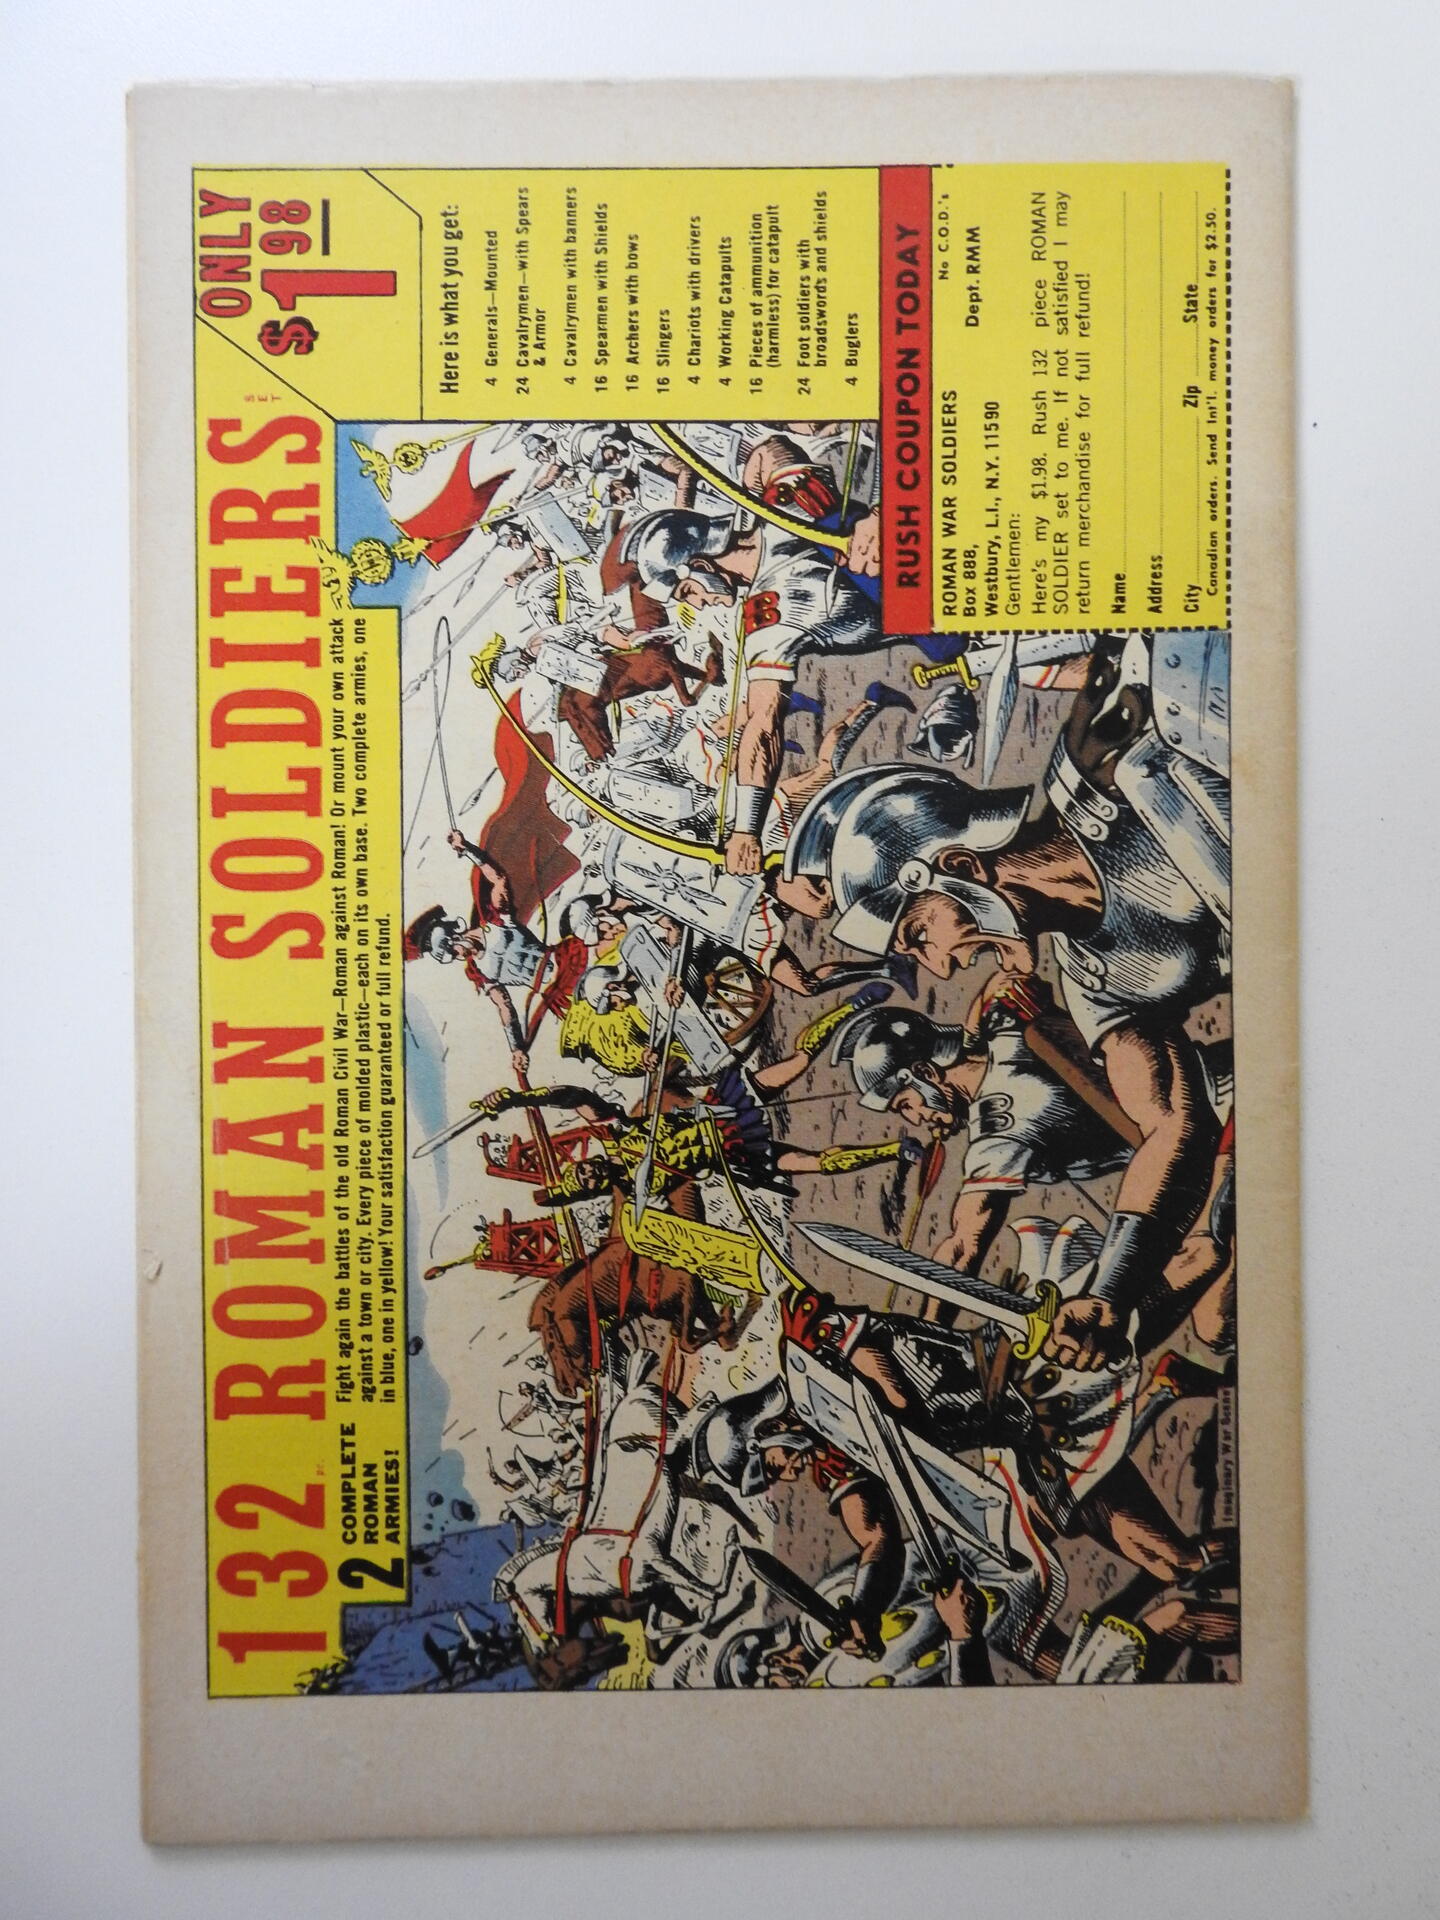 132 PC. ROMAN SOLDIERS SET
ONLY
$1.98
2 COMPLETE
ROMAN
ARMIES!
Fight again the battles of the old Roman Civil War—Roman against Roman! Or mount your own attack
against a town or city. Every piece of molded plastic—each on its own base. Two complete armies, one
in blue, one in yellow! Your satisfaction guaranteed or full refund.
Here is what you get:
4 Generals—Mounted
24 Cavalrymen—with Spears
& Armor
4 Cavalrymen with banners
16 Spearmen with Shields
16 Archers with bows
16 Slingers
4 Chariots with drivers
4 Working Catapults
16 Pieces of ammunition
(harmless) for catapult
24 Foot soldiers with
broadswords and shields
4 Buglers
RUSH COUPON TODAY
No C.O.D.'s
ROMAN WAR SOLDIERS
Box 888, Dept. RMM
Westbury, L.I., N.Y. 11590
Gentlemen:
Here's my $1.98. Rush 132 piece ROMAN
SOLDIER set to me. If not satisfied I may
return merchandise for full refund!
Name
Address
City Zip State
Canadian orders. Send Int'l. money orders for $2.50.
Imaginary War Scene